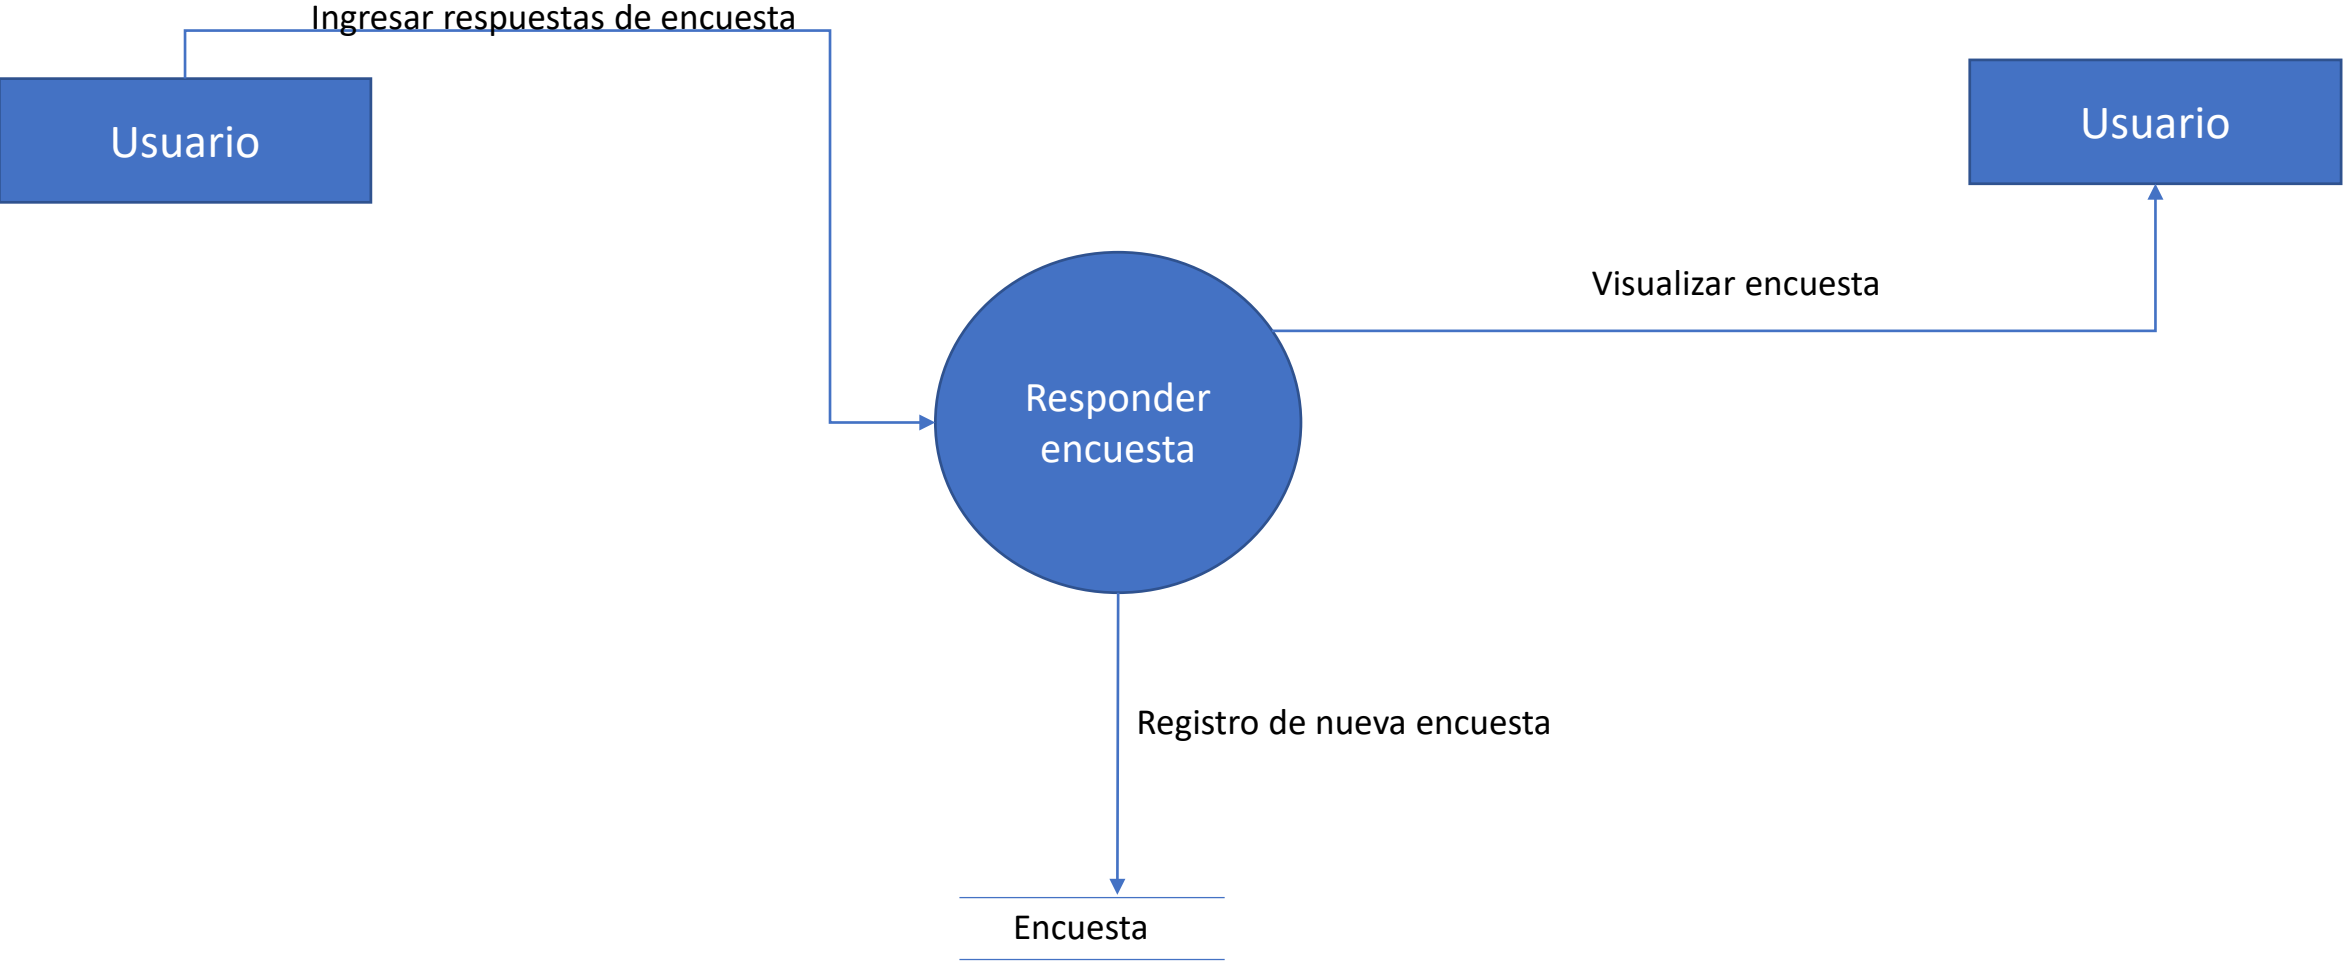 Ingresar respuestas de encuesta
Usuario
Usuario
Visualizar encuesta
Responder
encuesta
Registro de nueva encuesta
Encuesta